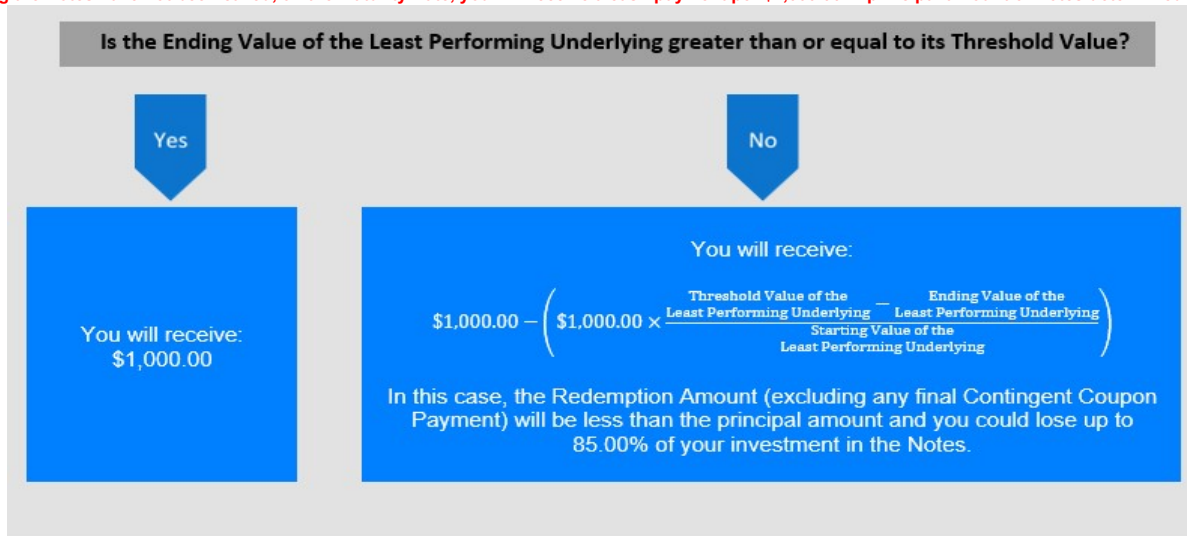 Is the Ending Value of the Least Performing Underlying greater than or equal to its Threshold Value?
Yes
No
You will receive:
$1,000.00
You will receive:
$1,000.00 − ( $1,000.00 × (Threshold Value of the Least Performing Underlying − Ending Value of the Least Performing Underlying) / Starting Value of the Least Performing Underlying )
In this case, the Redemption Amount (excluding any final Contingent Coupon
Payment) will be less than the principal amount and you could lose up to
85.00% of your investment in the Notes.